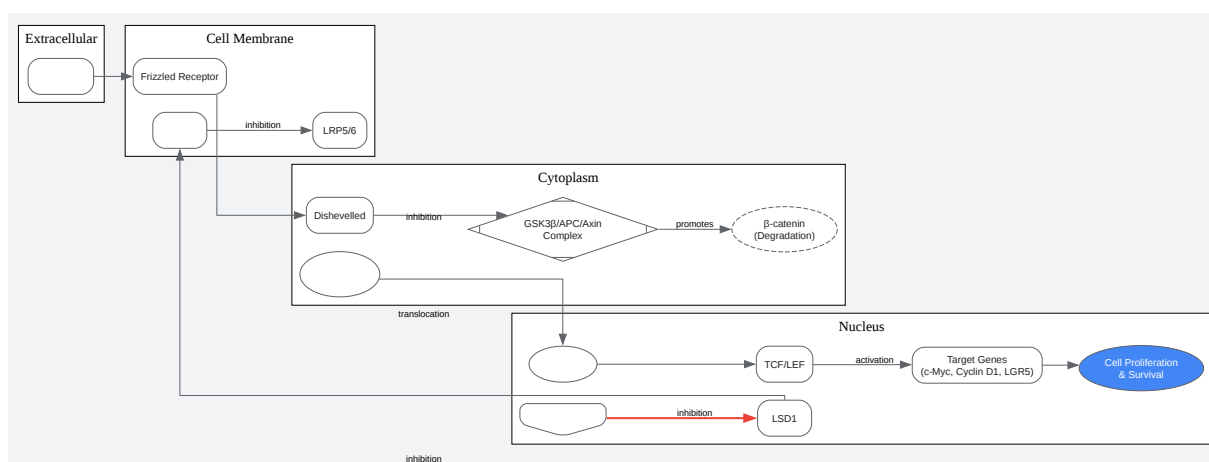 Extracellular
Cell Membrane
Frizzled Receptor
inhibition
LRP5/6
Cytoplasm
Dishevelled
inhibition
GSK3β/APC/Axin
Complex
promotes
β-catenin
(Degradation)
translocation
Nucleus
TCF/LEF
activation
Target Genes
(c-Myc, Cyclin D1, LGR5)
Cell Proliferation
& Survival
inhibition
LSD1
inhibition